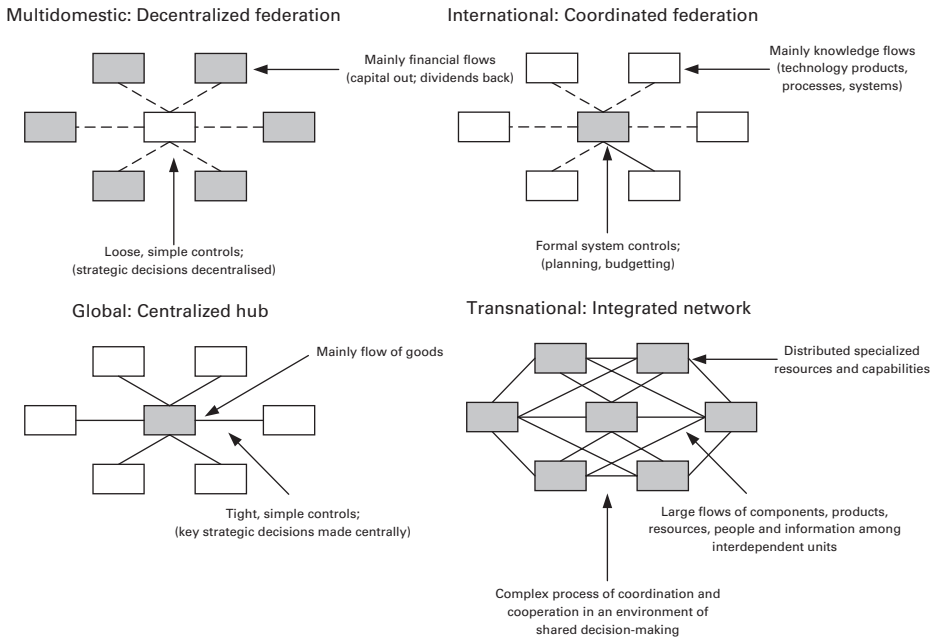 Multidomestic: Decentralized federation
Mainly financial flows
(capital out; dividends back)
Loose, simple controls;
(strategic decisions decentralised)
International: Coordinated federation
Mainly knowledge flows
(technology products,
processes, systems)
Formal system controls;
(planning, budgetting)
Global: Centralized hub
Mainly flow of goods
Tight, simple controls;
(key strategic decisions made centrally)
Transnational: Integrated network
Distributed specialized
resources and capabilities
Large flows of components, products,
resources, people and information among
interdependent units
Complex process of coordination and
cooperation in an environment of
shared decision-making